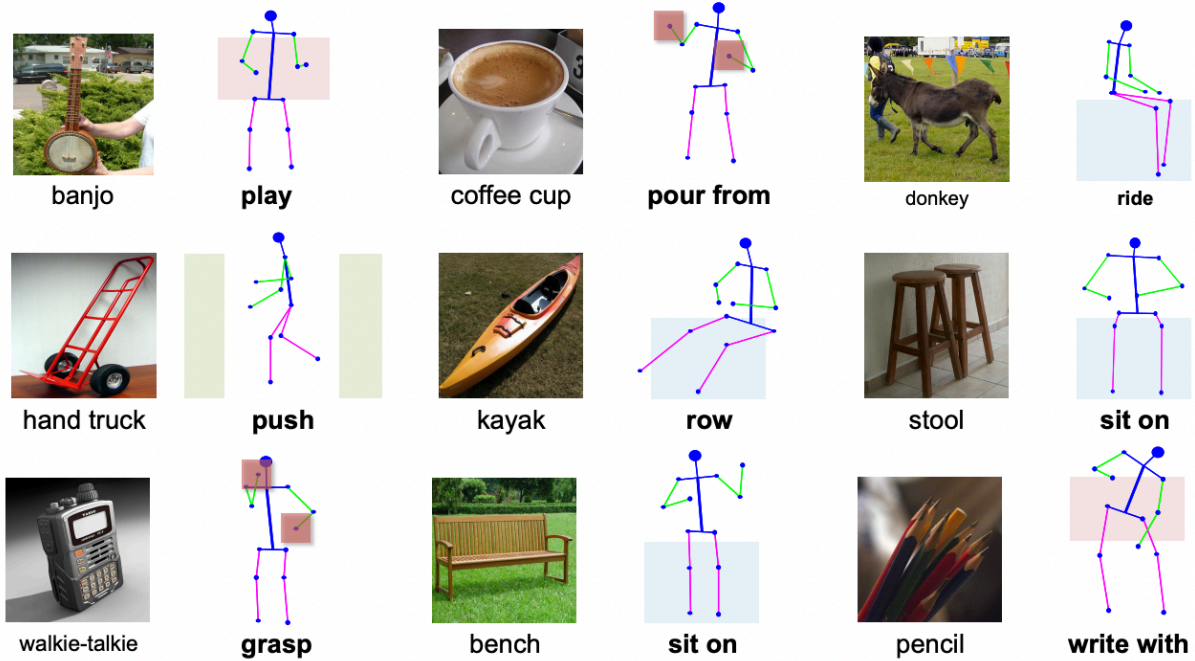 banjo
play
coffee cup
pour from
donkey
ride
hand truck
push
kayak
row
stool
sit on
walkie-talkie
grasp
bench
sit on
pencil
write with